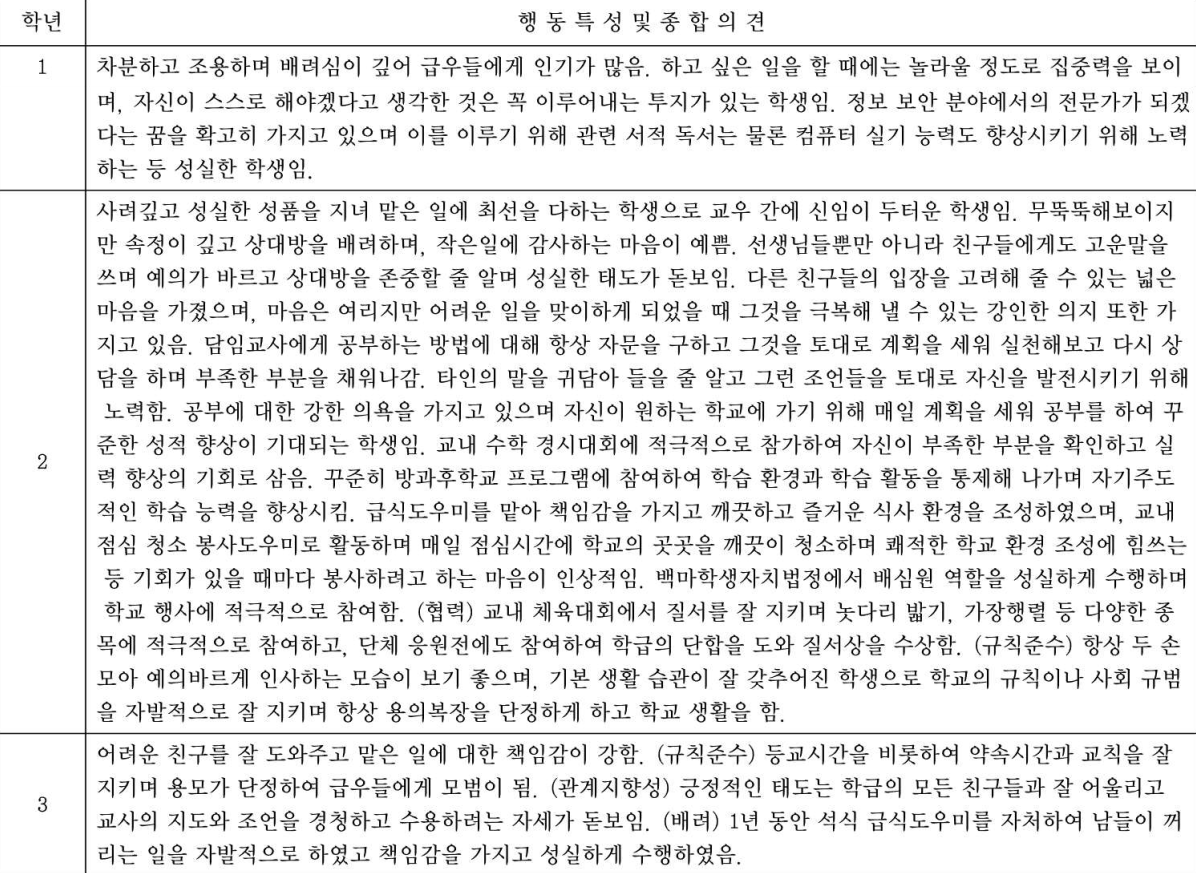 학년 행 동 특 성 및 종 합 의 견
1 차분하고 조용하며 배려심이 깊어 급우들에게 인기가 많음. 하고 싶은 일을 할 때에는 놀라울 정도로 집중력을 보이
며, 자신이 스스로 해야겠다고 생각한 것은 꼭 이루어내는 투지가 있는 학생임. 정보 보안 분야에서의 전문가가 되겠
다는 꿈을 확고히 가지고 있으며 이를 이루기 위해 관련 서적 독서는 물론 컴퓨터 실기 능력도 향상시키기 위해 노력
하는 등 성실한 학생임.
사려깊고 성실한 성품을 지녀 맡은 일에 최선을 다하는 학생으로 교우 간에 신임이 두터운 학생임. 무뚝뚝해보이지
만 속정이 깊고 상대방을 배려하며, 작은일에 감사하는 마음이 예쁨. 선생님들뿐만 아니라 친구들에게도 고운말을
쓰며 예의가 바르고 상대방을 존중할 줄 알며 성실한 태도가 돋보임. 다른 친구들의 입장을 고려해 줄 수 있는 넓은
마음을 가졌으며, 마음은 여리지만 어려운 일을 맞이하게 되었을 때 그것을 극복해 낼 수 있는 강인한 의지 또한 가
지고 있음. 담임교사에게 공부하는 방법에 대해 항상 자문을 구하고 그것을 토대로 계획을 세워 실천해보고 다시 상
담을 하며 부족한 부분을 채워나감. 타인의 말을 귀담아 들을 줄 알고 그런 조언들을 토대로 자신을 발전시키기 위해
노력함. 공부에 대한 강한 의욕을 가지고 있으며 자신이 원하는 학교에 가기 위해 매일 계획을 세워 공부를 하여 꾸
2 준한 성적 향상이 기대되는 학생임. 교내 수학 경시대회에 적극적으로 참가하여 자신이 부족한 부분을 확인하고 실
력 향상의 기회로 삼음. 꾸준히 방과후학교 프로그램에 참여하여 학습 환경과 학습 활동을 통제해 나가며 자기주도
적인 학습 능력을 향상시킴. 급식도우미를 맡아 책임감을 가지고 깨끗하고 즐거운 식사 환경을 조성하였으며, 교내
점심 청소 봉사도우미로 활동하며 매일 점심시간에 학교의 곳곳을 깨끗이 청소하며 쾌적한 학교 환경 조성에 힘쓰는
등 기회가 있을 때마다 봉사하려고 하는 마음이 인상적임. 백마학생자치법정에서 배심원 역할을 성실하게 수행하며
학교 행사에 적극적으로 참여함. (협력) 교내 체육대회에서 질서를 잘 지키며 놋다리 밟기, 가장행렬 등 다양한 종
목에 적극적으로 참여하고, 단체 응원전에도 참여하여 학급의 단합을 도와 질서상을 수상함. (규칙준수) 항상 두 손
모아 예의바르게 인사하는 모습이 보기 좋으며, 기본 생활 습관이 잘 갖추어진 학생으로 학교의 규칙이나 사회 규범
을 자발적으로 잘 지키며 항상 용의복장을 단정하게 하고 학교 생활을 함.
어려운 친구를 잘 도와주고 맡은 일에 대한 책임감이 강함. (규칙준수) 등교시간을 비롯하여 약속시간과 교칙을 잘
지키며 용모가 단정하여 급우들에게 모범이 됨. (관계지향성) 긍정적인 태도는 학급의 모든 친구들과 잘 어울리고
3 교사의 지도와 조언을 경청하고 수용하려는 자세가 돋보임. (배려) 1년 동안 석식 급식도우미를 자처하여 남들이 꺼
리는 일을 자발적으로 하였고 책임감을 가지고 성실하게 수행하였음.